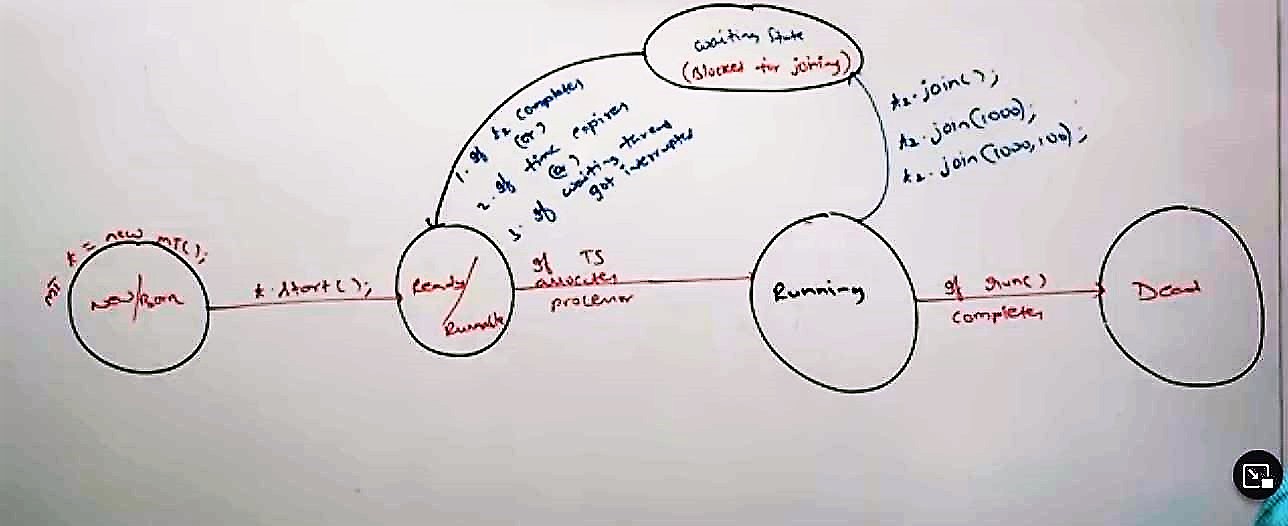 waiting state
(Blocked for joining)
t2.join();
t2.join(1000);
t2.join(1000,100);
1. If t2 completes
(or)
2. If time expires
(or)
3. If waiting thread
got interrupted
MT t = new MT();
New/Born
t.start();
Ready/
Runnable
If TS
allocates
processor
Running
If run()
completes
Dead